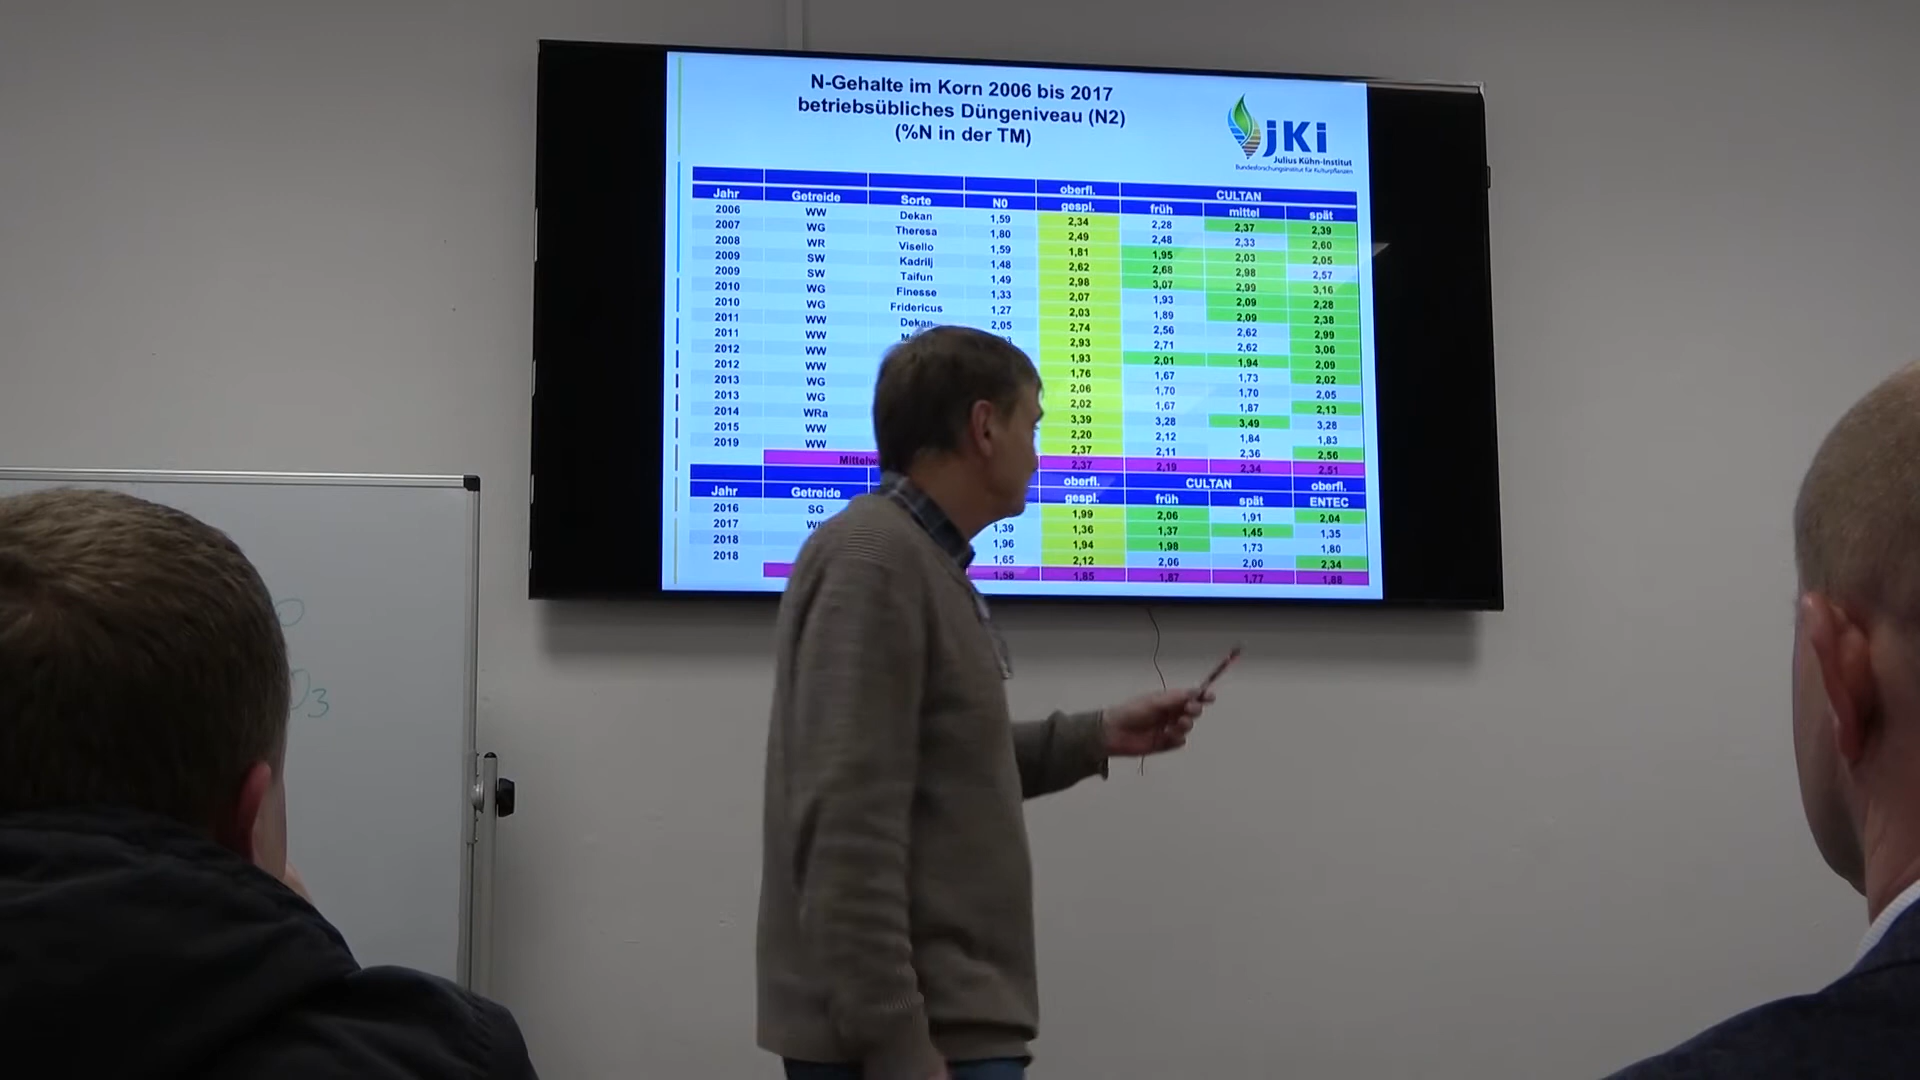 N-Gehalte im Korn 2006 bis 2017
betriebsübliches Düngeniveau (N2)
(%N in der TM)
jKi
Julius Kühn-Institut
Bundesforschungsinstitut für Kulturpflanzen
oberfl. CULTAN
Jahr Getreide Sorte N0 gespl. früh mittel spät
2006 WW Dekan 1,59 2,34 2,28 2,37 2,39
2007 WG Theresa 1,80 2,49 2,48 2,33 2,60
2008 WR Visello 1,59 1,81 1,95 2,03 2,05
2009 SW Kadrilj 1,48 2,62 2,68 2,98 2,57
2009 SW Taifun 1,49 2,98 3,07 2,99 3,16
2010 WG Finesse 1,33 2,07 1,93 2,09 2,28
2010 WG Fridericus 1,27 2,03 1,89 2,09 2,38
2011 WW Dekan 2,05 2,74 2,56 2,62 2,99
2011 WW 2,93 2,71 2,62 3,06
2012 WW 1,93 2,01 1,94 2,09
2012 WW 1,76 1,67 1,73 2,02
2013 WG 2,06 1,70 1,70 2,05
2013 WG 2,02 1,67 1,87 2,13
2014 WRa 3,39 3,28 3,49 3,28
2015 WW 2,20 2,12 1,84 1,83
2019 WW 2,37 2,11 2,36 2,56
2,37 2,19 2,34 2,51
oberfl. CULTAN oberfl.
Jahr Getreide gespl. früh spät ENTEC
2016 SG 1,99 2,06 1,91 2,04
2017 1,39 1,36 1,37 1,45 1,35
2018 1,96 1,94 1,98 1,73 1,80
2018 1,65 2,12 2,06 2,00 2,34
1,58 1,85 1,87 1,77 1,88